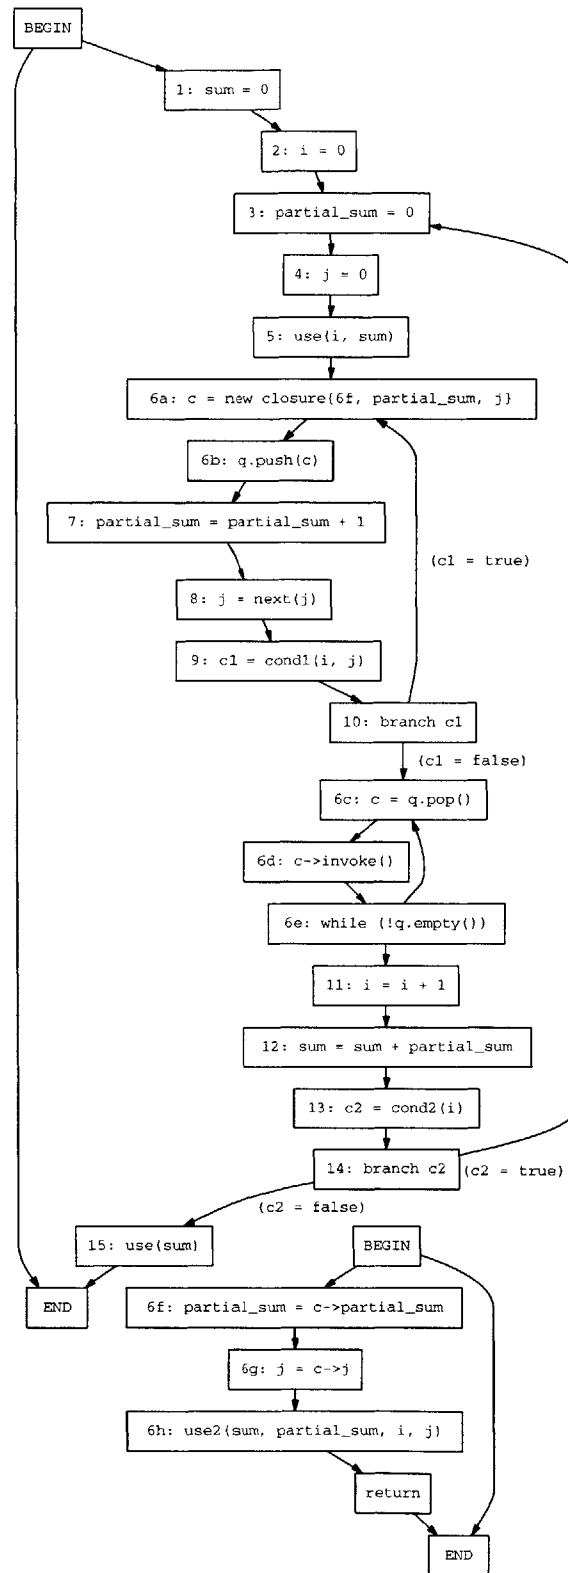 BEGIN
1: sum = 0
2: i = 0
3: partial_sum = 0
4: j = 0
5: use(i, sum)
6a: c = new closure{6f, partial_sum, j}
6b: q.push(c)
7: partial_sum = partial_sum + 1
(c1 = true)
8: j = next(j)
9: c1 = cond1(i, j)
10: branch c1
(c1 = false)
6c: c = q.pop()
6d: c->invoke()
6e: while (!q.empty())
11: i = i + 1
12: sum = sum + partial_sum
13: c2 = cond2(i)
14: branch c2
(c2 = true)
(c2 = false)
15: use(sum)
BEGIN
END
6f: partial_sum = c->partial_sum
6g: j = c->j
6h: use2(sum, partial_sum, i, j)
return
END